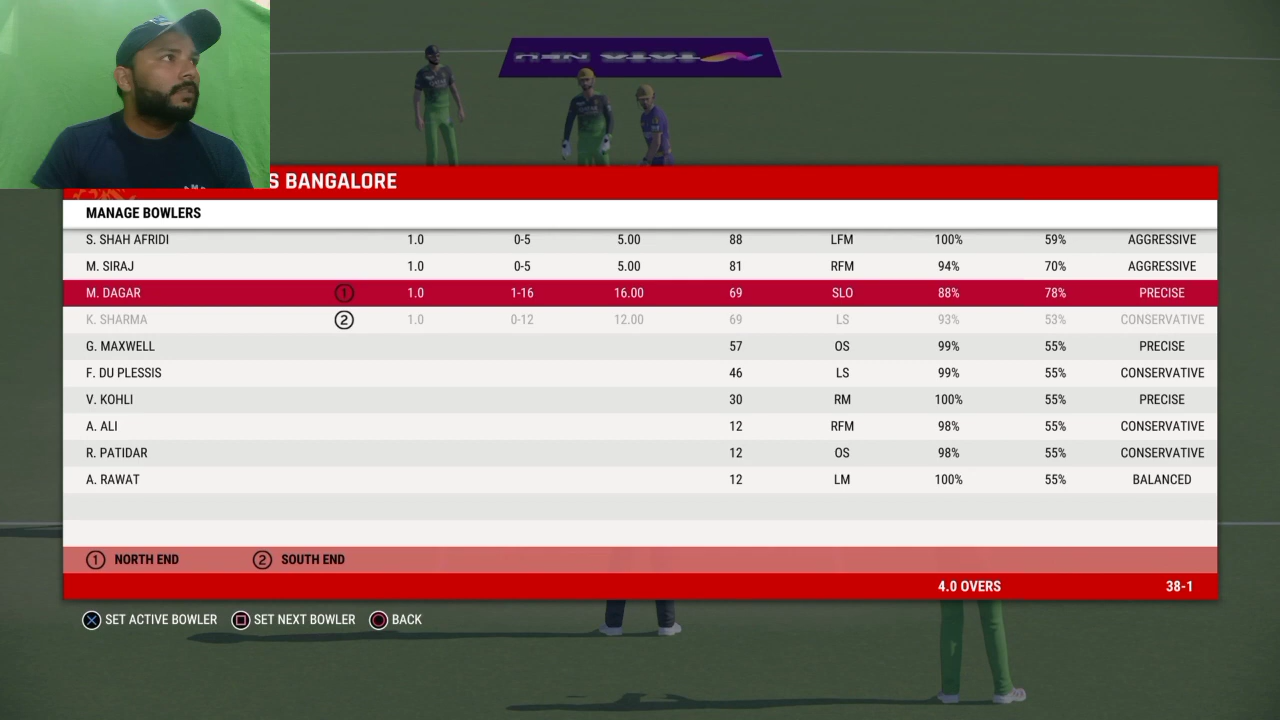 TATA NEU
S BANGALORE
MANAGE BOWLERS
S. SHAH AFRIDI 1.0 0-5 5.00 88 LFM 100% 59% AGGRESSIVE
M. SIRAJ 1.0 0-5 5.00 81 RFM 94% 70% AGGRESSIVE
M. DAGAR 1 1.0 1-16 16.00 69 SLO 88% 78% PRECISE
K. SHARMA 2 1.0 0-12 12.00 69 LS 93% 53% CONSERVATIVE
G. MAXWELL 57 OS 99% 55% PRECISE
F. DU PLESSIS 46 LS 99% 55% CONSERVATIVE
V. KOHLI 30 RM 100% 55% PRECISE
A. ALI 12 RFM 98% 55% CONSERVATIVE
R. PATIDAR 12 OS 98% 55% CONSERVATIVE
A. RAWAT 12 LM 100% 55% BALANCED
1 NORTH END 2 SOUTH END
4.0 OVERS 38-1
SET ACTIVE BOWLER SET NEXT BOWLER BACK